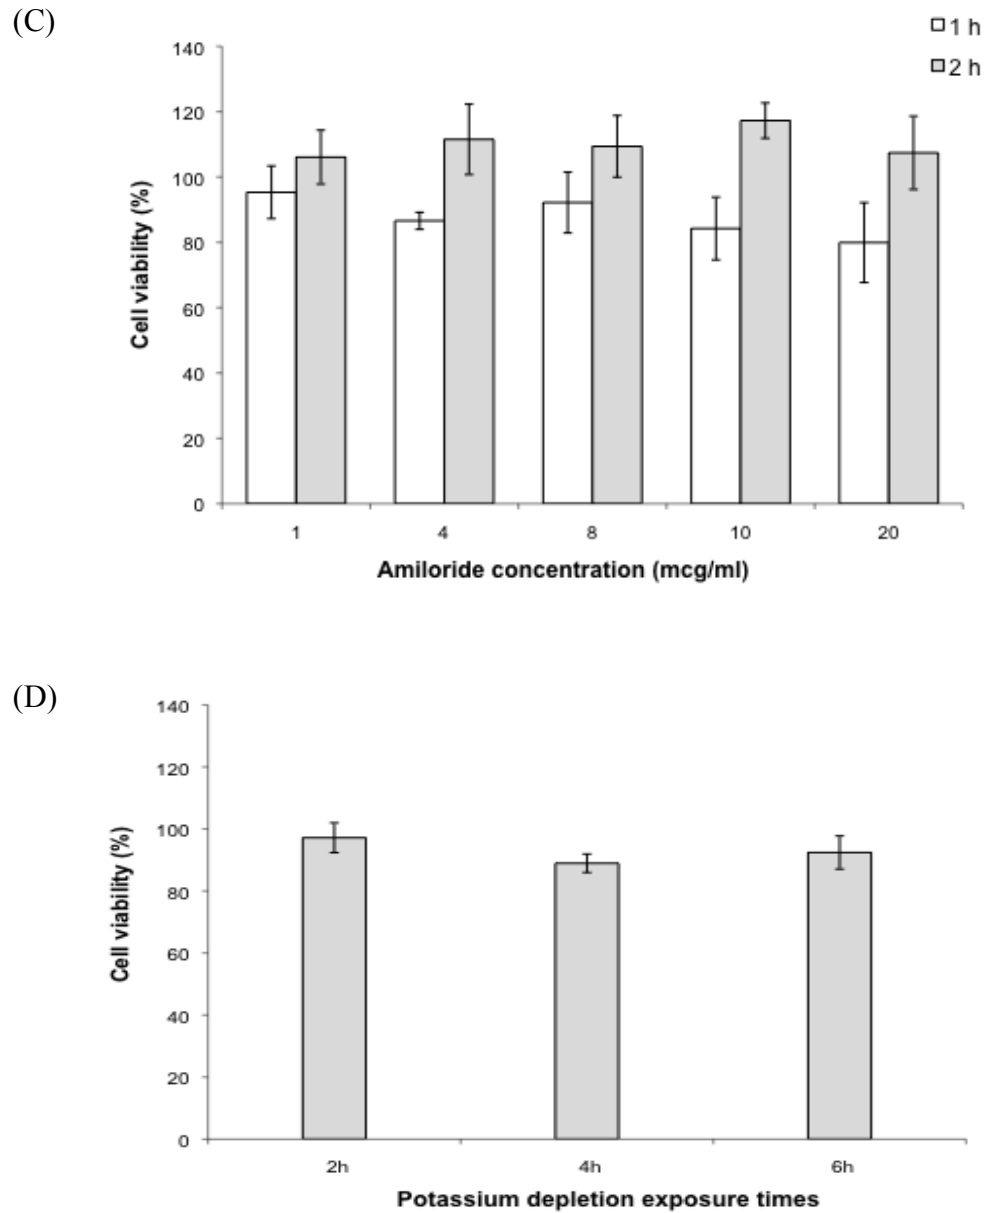 (C)
1 h
2 h
140
120
100
80
60
40
20
0
Cell viability (%)
1 4 8 10 20
Amiloride concentration (mcg/ml)
(D)
140
120
100
80
60
40
20
0
Cell viability (%)
2h 4h 6h
Potassium depletion exposure times